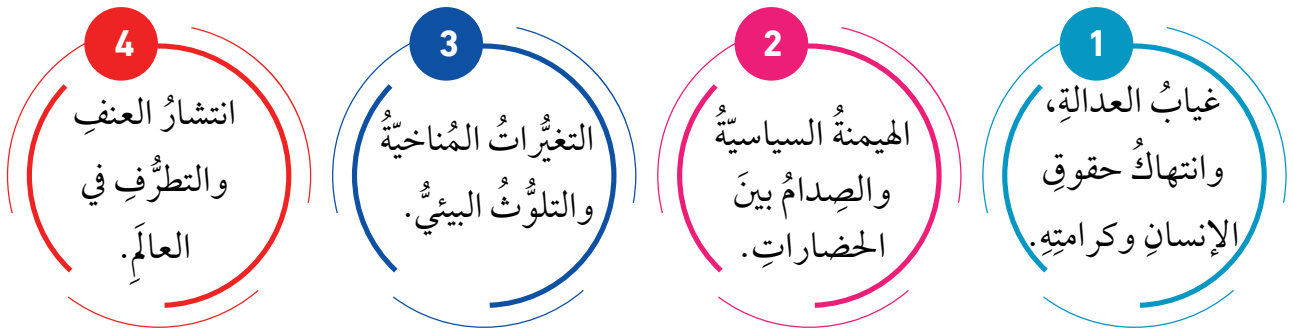 1
غيابُ العدالةِ،
وانتهاكُ حقوقِ
الإنسانِ وكرامتِهِ.
2
الهيمنةُ السياسيّةُ
والصِدامُ بينَ
الحضاراتِ.
3
التغيُّراتُ المُناخيّةُ
والتلوُّثُ البيئيُّ.
4
انتشارُ العنفِ
والتطرُّفِ في
العالَمِ.